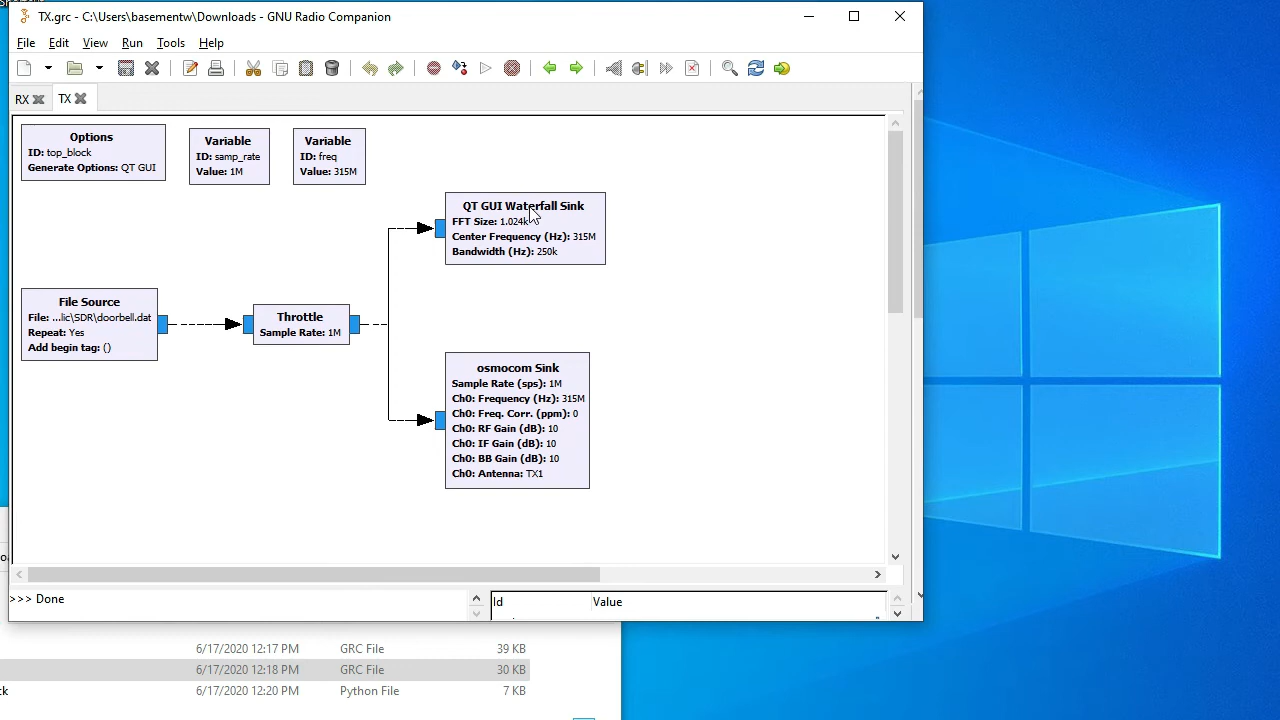 TX.grc - C:\Users\basementw\Downloads - GNU Radio Companion
File Edit View Run Tools Help
RX TX
Options
ID: top_block
Generate Options: QT GUI
Variable
ID: samp_rate
Value: 1M
Variable
ID: freq
Value: 315M
QT GUI Waterfall Sink
FFT Size: 1.024k
Center Frequency (Hz): 315M
Bandwidth (Hz): 250k
File Source
File: ...lic\SDR\doorbell.dat
Repeat: Yes
Add begin tag: ()
Throttle
Sample Rate: 1M
osmocom Sink
Sample Rate (sps): 1M
Ch0: Frequency (Hz): 315M
Ch0: Freq. Corr. (ppm): 0
Ch0: RF Gain (dB): 10
Ch0: IF Gain (dB): 10
Ch0: BB Gain (dB): 10
Ch0: Antenna: TX1
>>> Done
Id Value
6/17/2020 12:17 PM GRC File 39 KB
6/17/2020 12:18 PM GRC File 30 KB
6/17/2020 12:20 PM Python File 7 KB